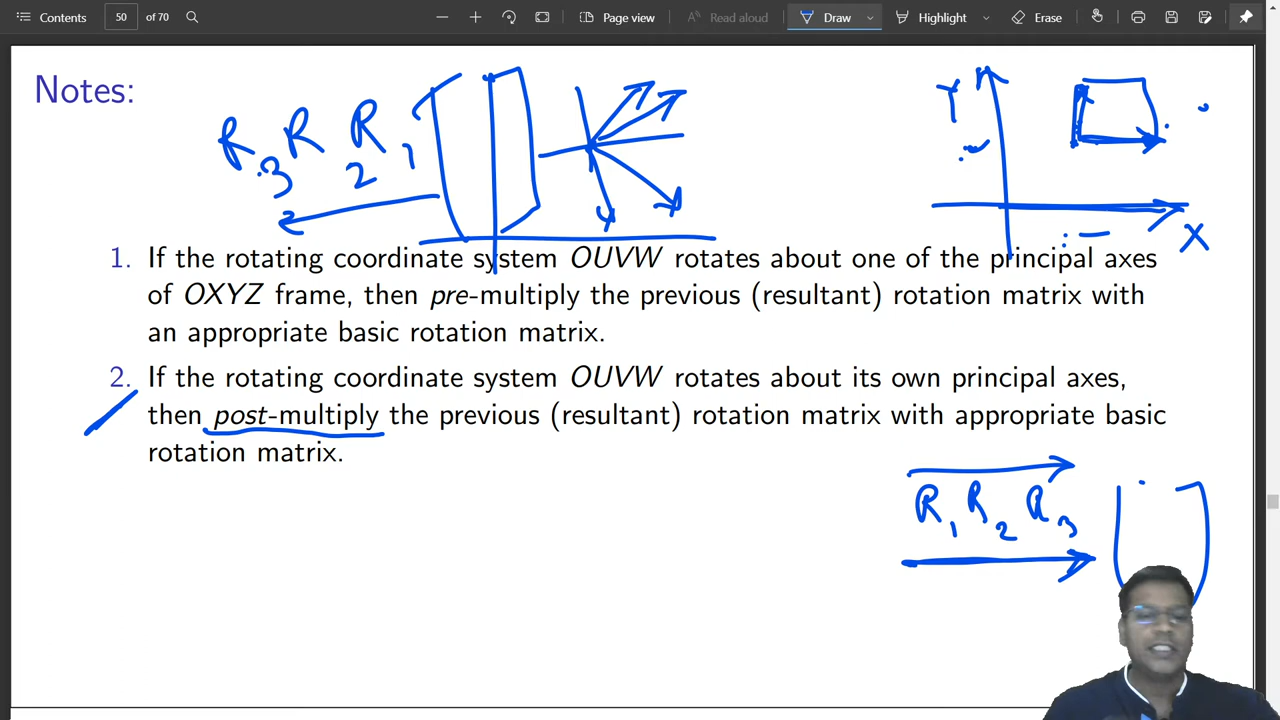 Contents
50
of 70
Page view
Read aloud
Draw
Highlight
Erase
Notes:
R3 R2 R1
Y
X
1. If the rotating coordinate system OUVW rotates about one of the principal axes
of OXYZ frame, then pre-multiply the previous (resultant) rotation matrix with
an appropriate basic rotation matrix.
2. If the rotating coordinate system OUVW rotates about its own principal axes,
then post-multiply the previous (resultant) rotation matrix with appropriate basic
rotation matrix.
R1 R2 R3